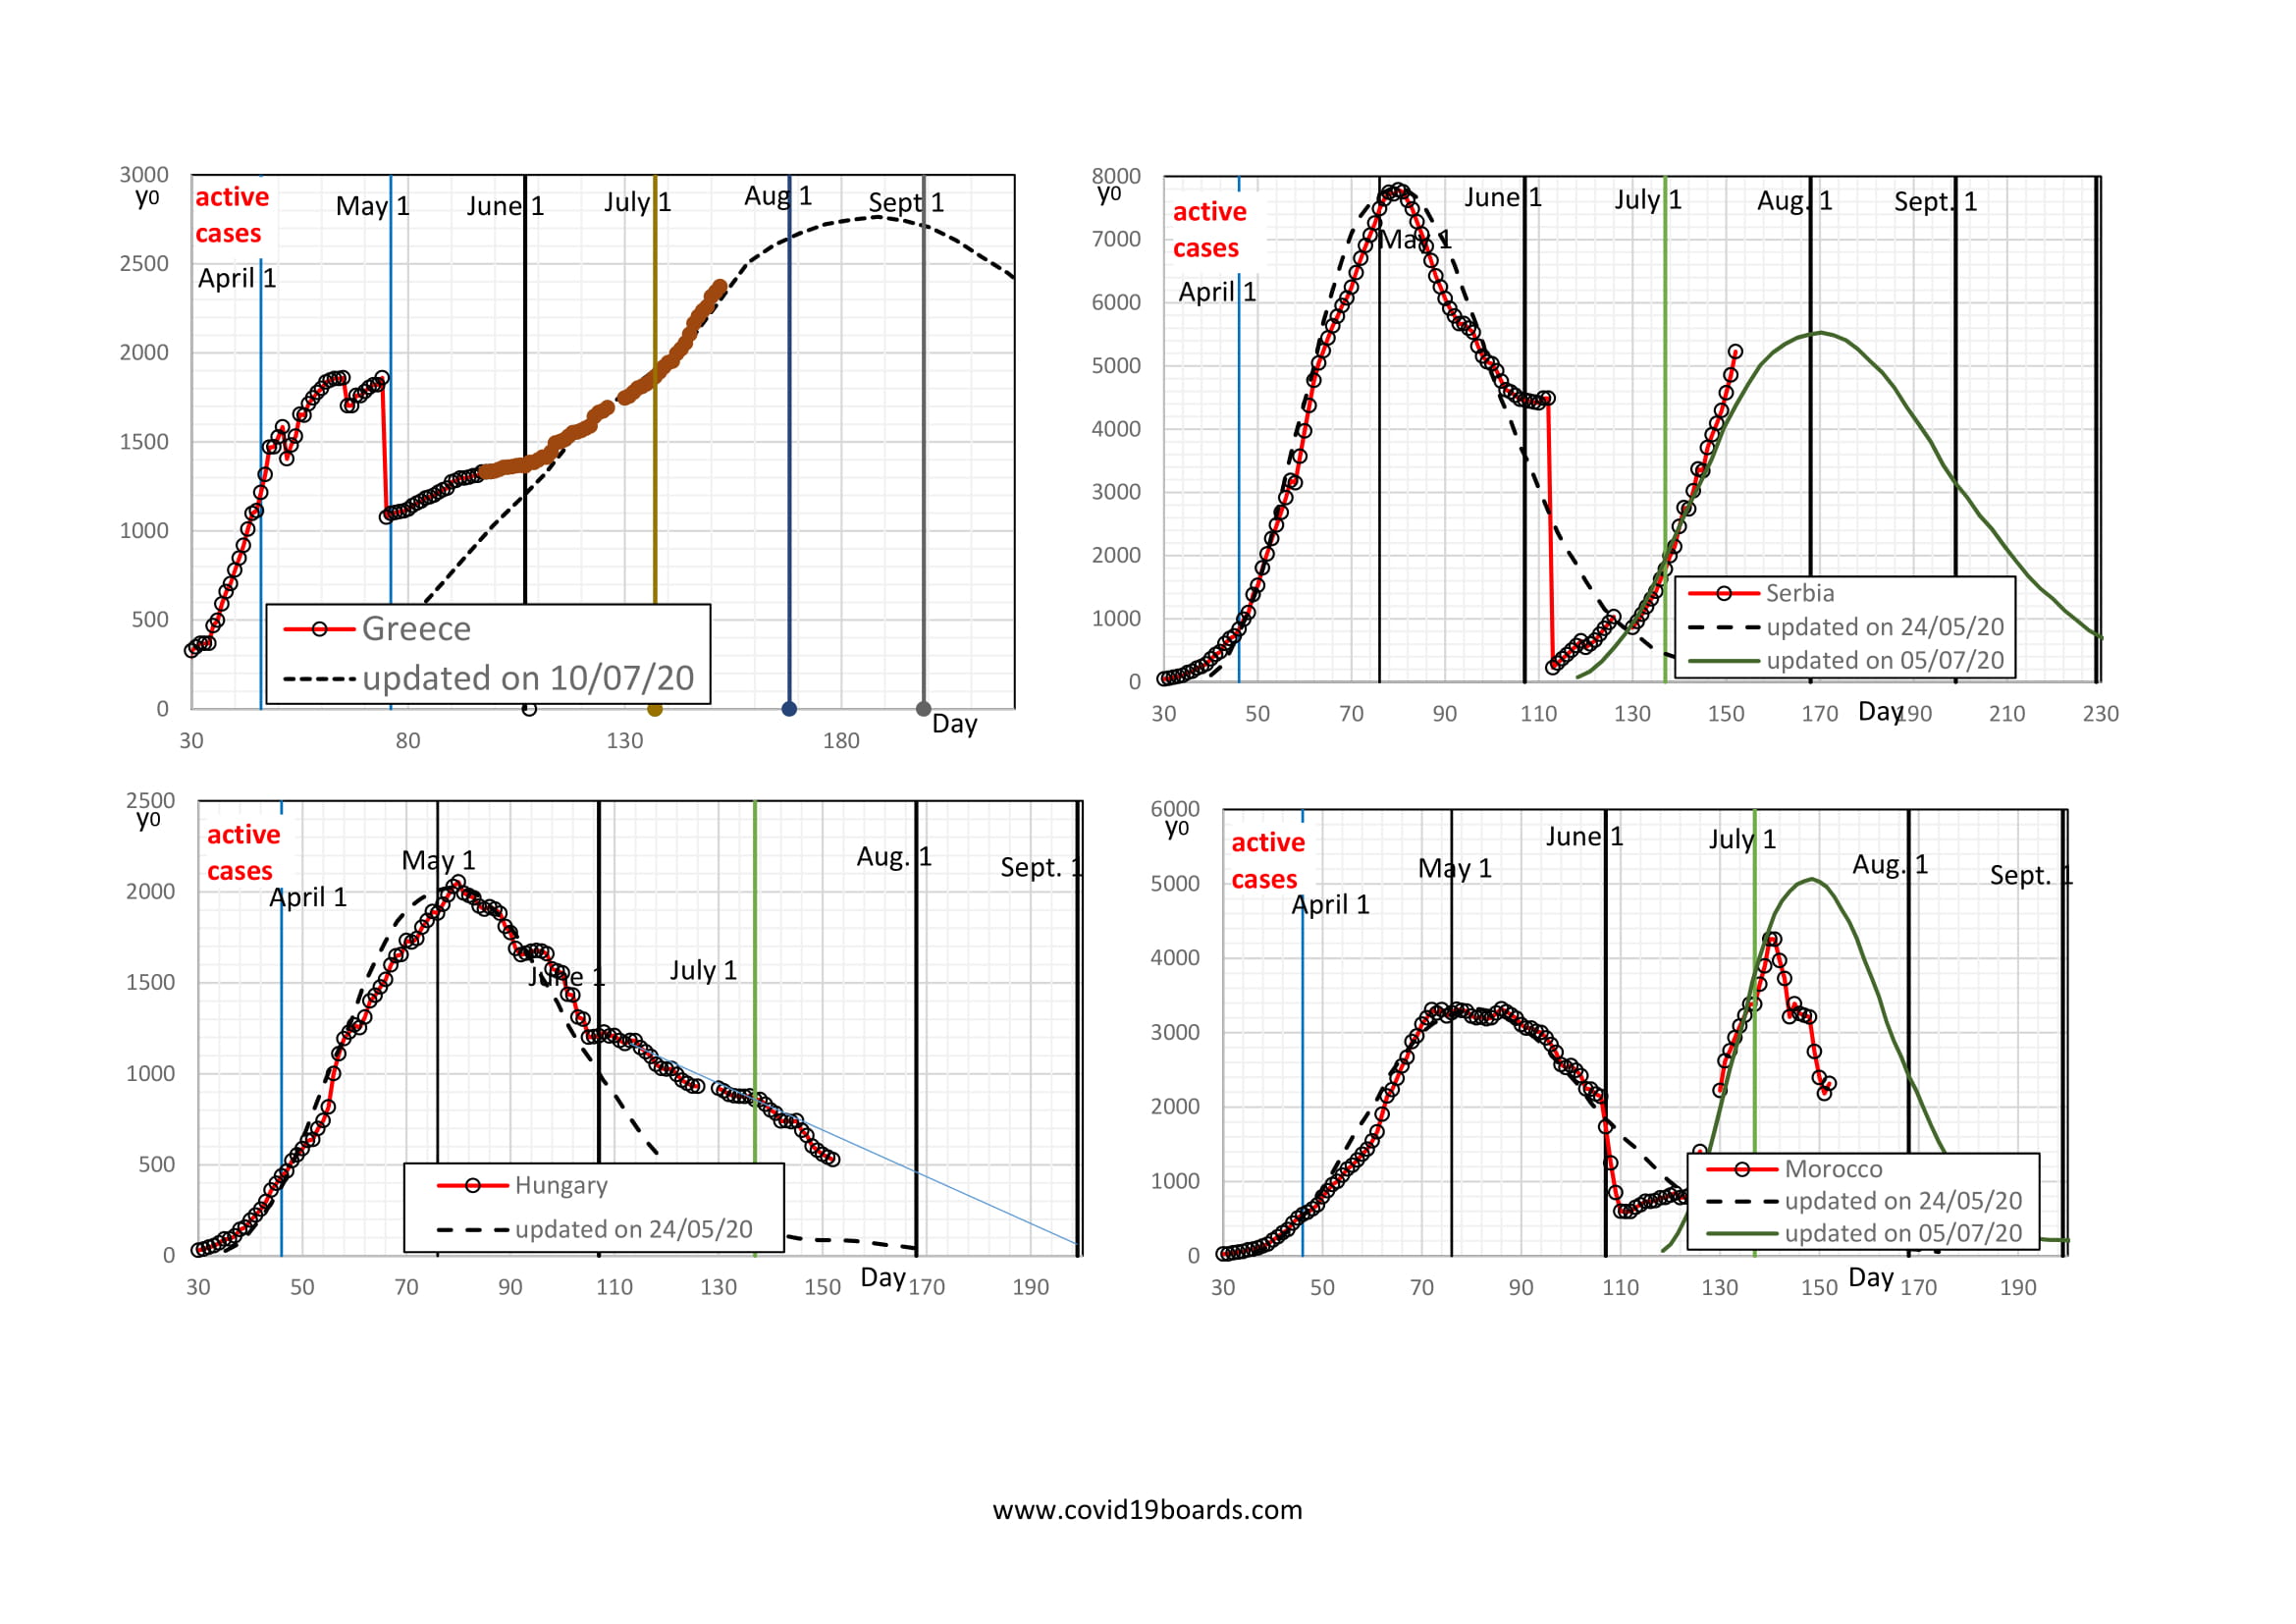 3000
y0
active
cases
April 1
May 1
June 1
July 1
Aug 1
Sept 1
2500
2000
1500
1000
500
0
Greece
updated on 10/07/20
Day
30
80
130
180
8000
y0
active
cases
April 1
May 1
June 1
July 1
Aug. 1
Sept. 1
7000
6000
5000
4000
3000
2000
1000
0
Serbia
updated on 24/05/20
updated on 05/07/20
30
50
70
90
110
130
150
170
Day
190
210
230
2500
y0
active
cases
April 1
May 1
June 1
July 1
Aug. 1
Sept. 1
2000
1500
1000
500
0
Hungary
updated on 24/05/20
30
50
70
90
110
130
150
Day
170
190
6000
y0
active
cases
April 1
May 1
June 1
July 1
Aug. 1
Sept. 1
5000
4000
3000
2000
1000
0
Morocco
updated on 24/05/20
updated on 05/07/20
30
50
70
90
110
130
150
Day
170
190
www.covid19boards.com